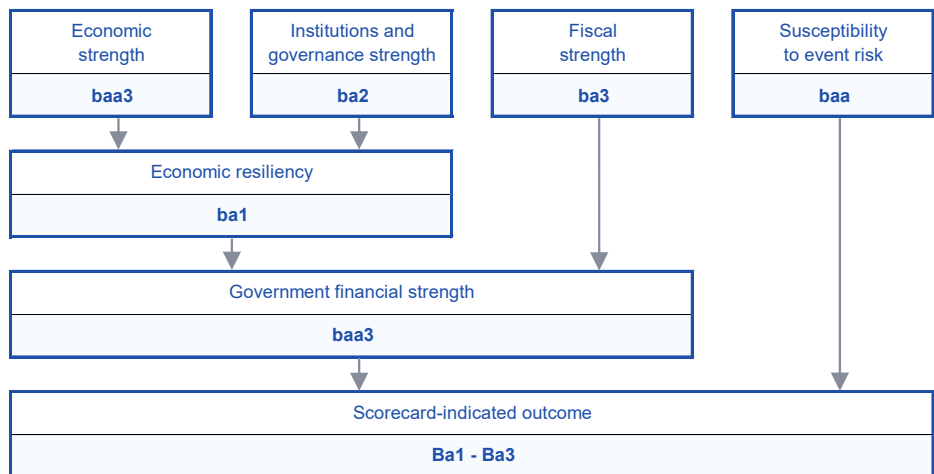 Economic
strength
baa3
Institutions and
governance strength
ba2
Fiscal
strength
ba3
Susceptibility
to event risk
baa
Economic resiliency
ba1
Government financial strength
baa3
Scorecard-indicated outcome
Ba1 - Ba3